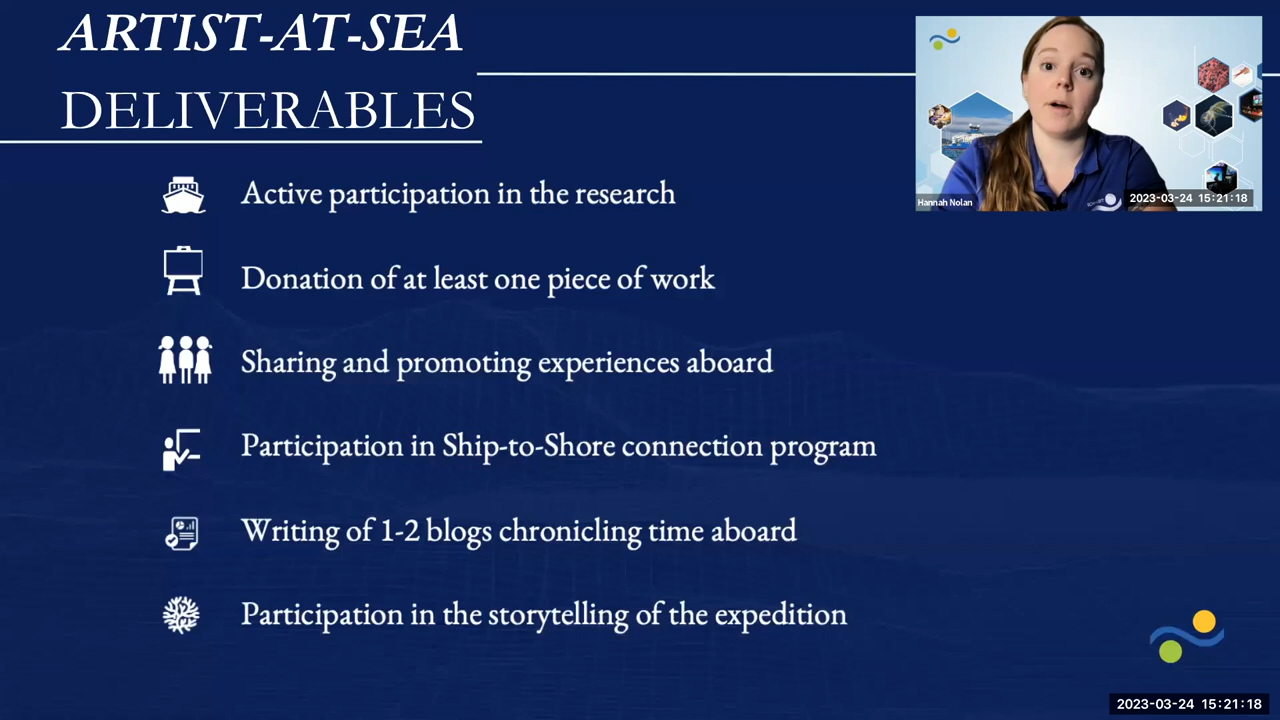 ARTIST-AT-SEA
DELIVERABLES
Active participation in the research
Donation of at least one piece of work
Sharing and promoting experiences aboard
Participation in Ship-to-Shore connection program
Writing of 1-2 blogs chronicling time aboard
Participation in the storytelling of the expedition
Hannah Nolan
2023-03-24 15:21:18
2023-03-24 15:21:18